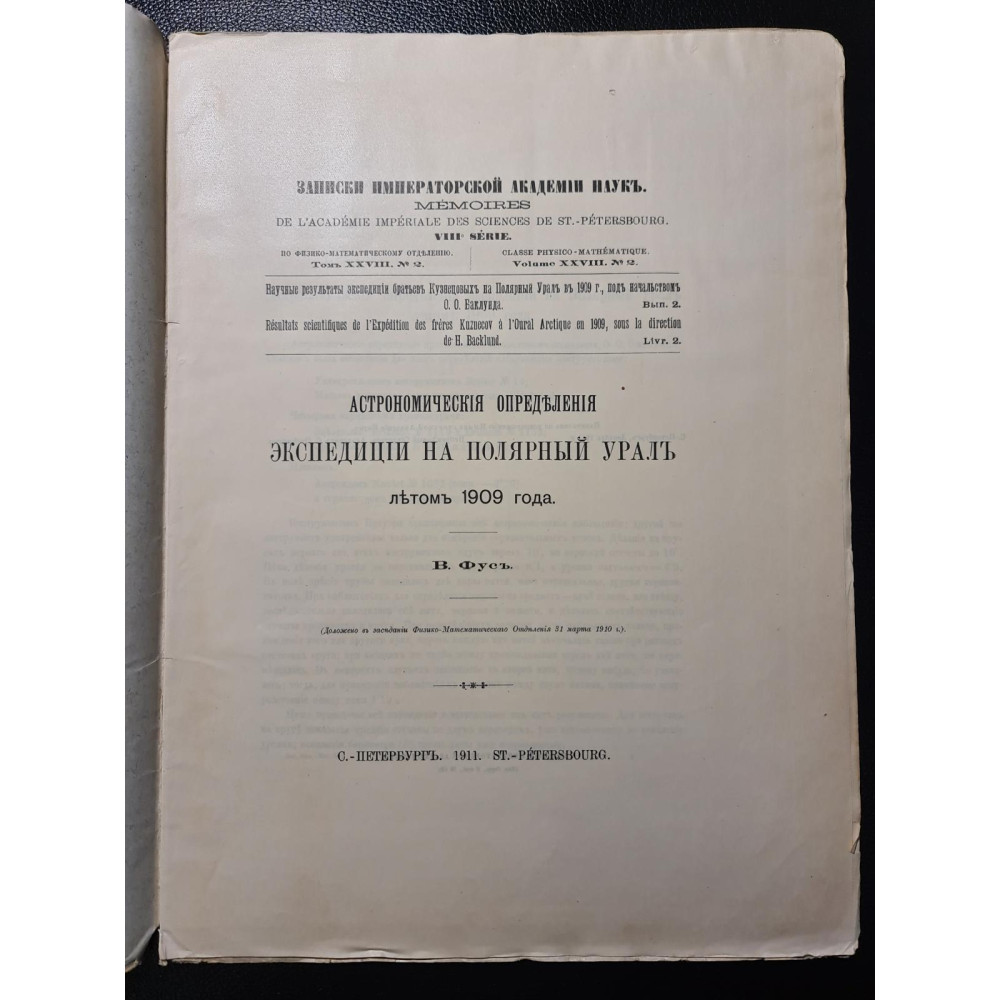 ЗАПИСКИ ИМПЕРАТОРСКОЙ АКАДЕМІИ НАУКЪ.
MÉMOIRES
DE L'ACADÉMIE IMPÉRIALE DES SCIENCES DE ST.-PÉTERSBOURG.
VIIIᵉ SÉRIE.
ПО ФИЗИКО-МАТЕМАТИЧЕСКОМУ ОТДѢЛЕНІЮ. CLASSE PHYSICO-MATHÉMATIQUE.
Томъ XXVIII. № 2. Volume XXVIII. № 2.
Научные результаты экспедиціи братьевъ Кузнецовыхъ на Полярный Уралъ въ 1909 г., подъ начальствомъ
О. О. Баклунда. Вып. 2.
Résultats scientifiques de l'Expédition des frères Kuznecov à l'Oural Arctique en 1909, sous la direction
de H. Backlund. Livr. 2.
АСТРОНОМИЧЕСКІЯ ОПРЕДѢЛЕНІЯ
ЭКСПЕДИЦІИ НА ПОЛЯРНЫЙ УРАЛЪ
ЛѢТОМЪ 1909 ГОДА.
В. Фусъ.
(Доложено въ засѣданіи Физико-Математическаго Отдѣленія 31 марта 1910 г.).
С.-ПЕТЕРБУРГЪ. 1911. ST.-PÉTERSBOURG.